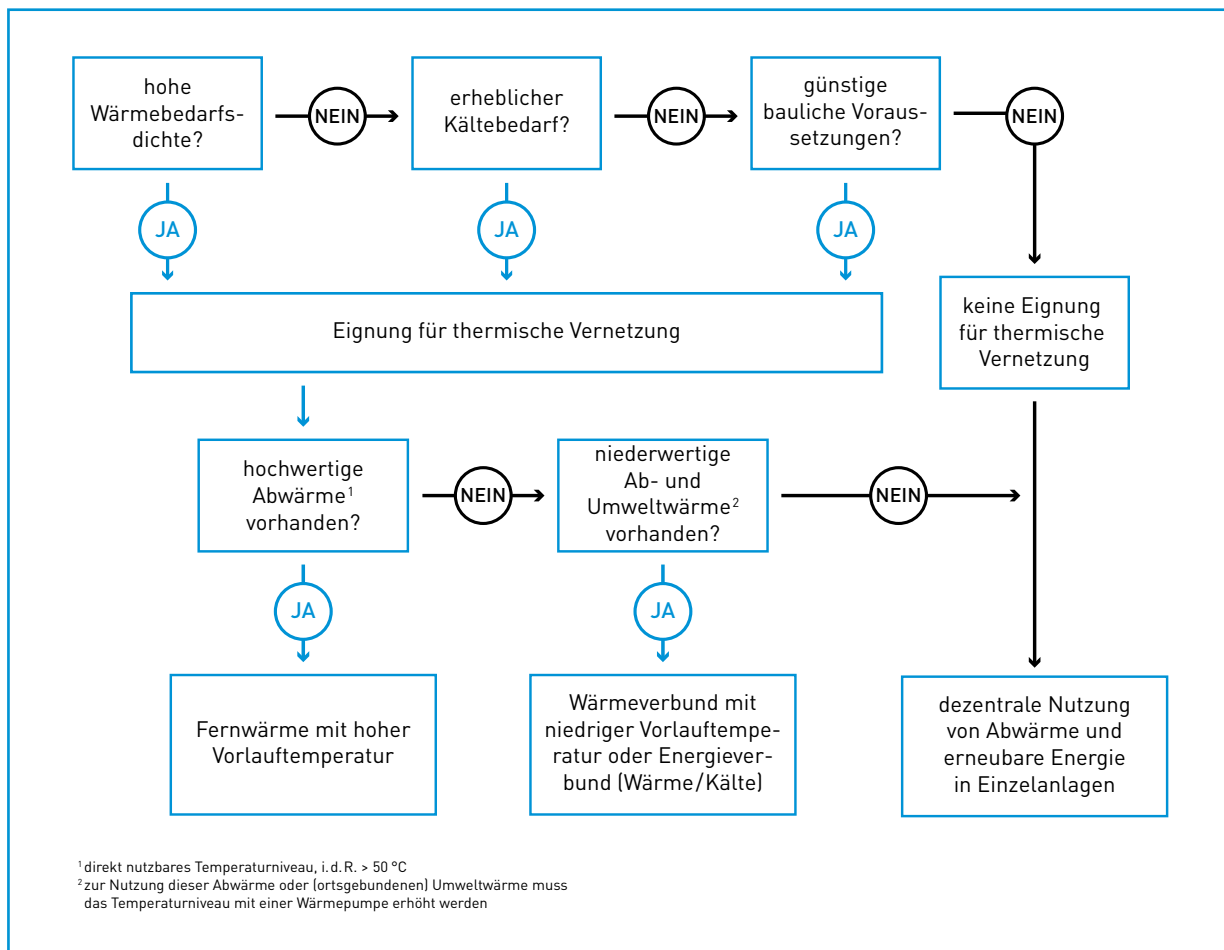 hohe
Wärmebedarfs-
dichte?
NEIN
erheblicher
Kältebedarf?
NEIN
günstige
bauliche Voraus-
setzungen?
NEIN
JA
JA
JA
Eignung für thermische Vernetzung
keine Eignung
für thermische
Vernetzung
hochwertige
Abwärme¹
vorhanden?
NEIN
niederwertige
Ab- und
Umweltwärme²
vorhanden?
NEIN
JA
JA
Fernwärme mit hoher
Vorlauftemperatur
Wärmeverbund mit
niedriger Vorlauftempe-
ratur oder Energiever-
bund (Wärme/Kälte)
dezentrale Nutzung
von Abwärme und
erneubare Energie
in Einzelanlagen
¹ direkt nutzbares Temperaturniveau, i.d.R. > 50 °C
² zur Nutzung dieser Abwärme oder (ortsgebundenen) Umweltwärme muss
das Temperaturniveau mit einer Wärmepumpe erhöht werden